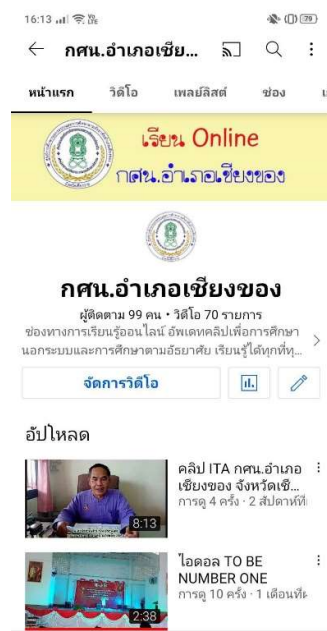 16:13
79
กศน.อำเภอเชีย...
หน้าแรก วิดีโอ เพลย์ลิสต์ ช่อง
เรียน Online
กศน.อำเภอเชียงของ
กศน.อำเภอเชียงของ
ผู้ติดตาม 99 คน • วิดีโอ 70 รายการ
ช่องทางการเรียนรู้ออนไลน์ อัพเดทคลิปเพื่อการศึกษา
นอกระบบและการศึกษาตามอัธยาศัย เรียนรู้ได้ทุกที่ทุ...
จัดการวิดีโอ
อัปโหลด
คลิป ITA กศน.อำเภอ
เชียงของ จังหวัดเชี...
การดู 4 ครั้ง · 2 สัปดาห์ที่
8:13
ไอดอล TO BE
NUMBER ONE
การดู 10 ครั้ง · 1 เดือนที่
2:38